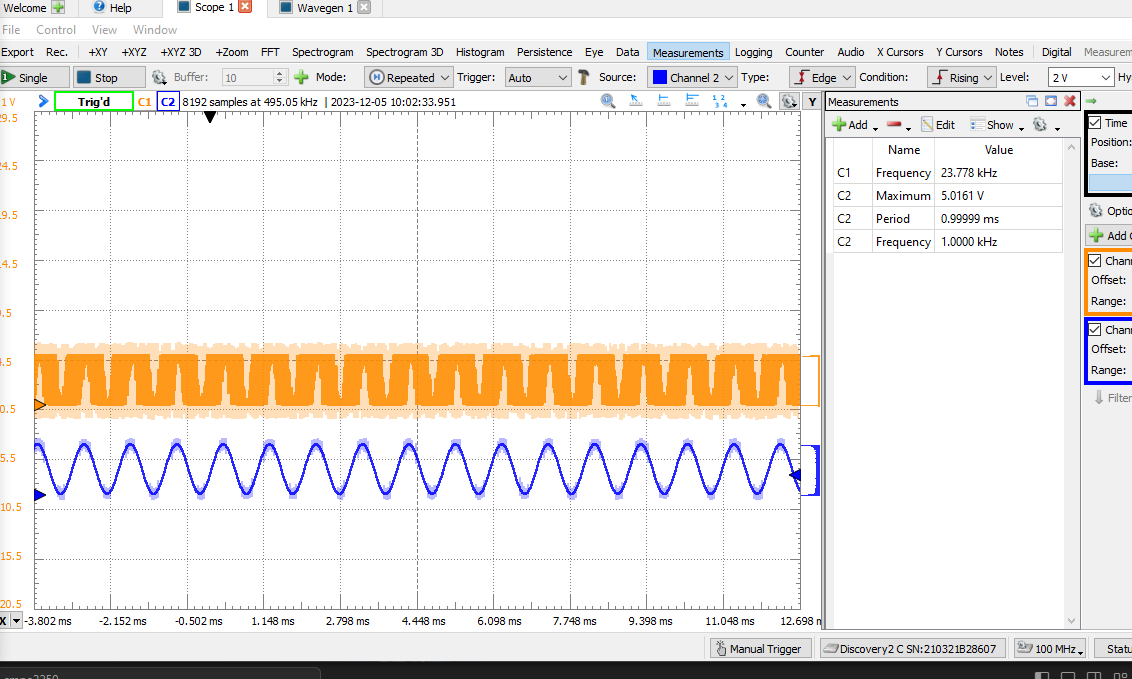 Welcome Help Scope 1 Wavegen 1
File Control View Window
Export Rec. +XY +XYZ +XYZ 3D +Zoom FFT Spectrogram Spectrogram 3D Histogram Persistence Eye Data Measurements Logging Counter Audio X Cursors Y Cursors Notes Digital Measurem
Single Stop Buffer: 10 Mode: Repeated Trigger: Auto Source: Channel 2 Type: Edge Condition: Rising Level: 2 V Hy
1 V Trig'd C1 C2 8192 samples at 495.05 kHz | 2023-12-05 10:02:33.951 Y
29.5
24.5
19.5
14.5
9.5
4.5
0.5
5.5
10.5
15.5
20.5
X -3.802 ms -2.152 ms -0.502 ms 1.148 ms 2.798 ms 4.448 ms 6.098 ms 7.748 ms 9.398 ms 11.048 ms 12.698 m
Measurements
Add Edit Show
Name Value
C1 Frequency 23.778 kHz
C2 Maximum 5.0161 V
C2 Period 0.99999 ms
C2 Frequency 1.0000 kHz
Time
Position:
Base:
Optio
Add C
Chann
Offset:
Range:
Chann
Offset:
Range:
Filter
Manual Trigger Discovery2 C SN:210321B28607 100 MHz Statu